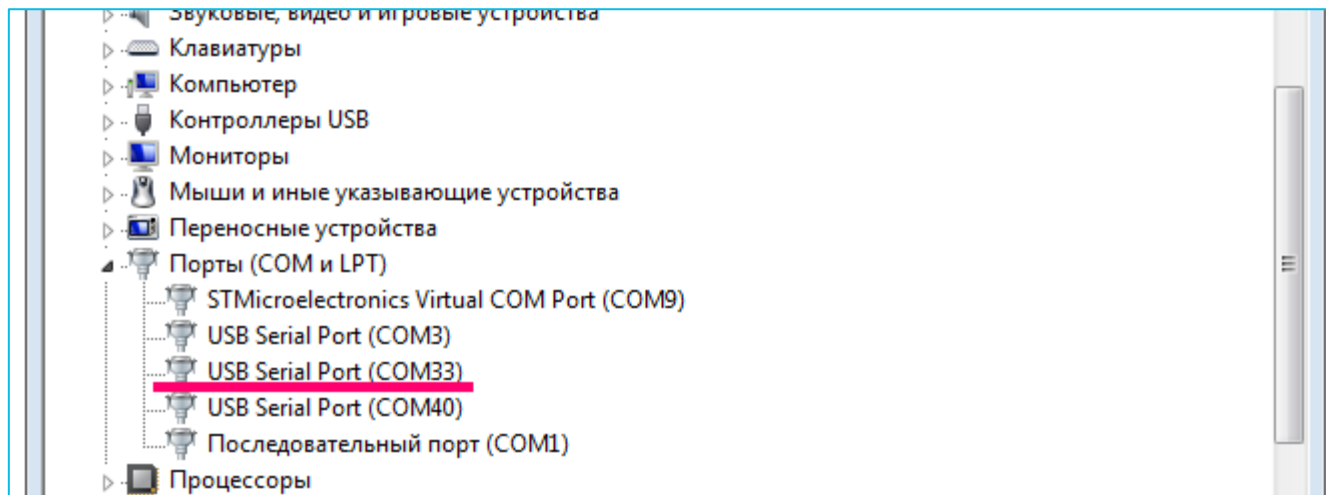 Звуковые, видео и игровые устройства
Клавиатуры
Компьютер
Контроллеры USB
Мониторы
Мыши и иные указывающие устройства
Переносные устройства
Порты (COM и LPT)
STMicroelectronics Virtual COM Port (COM9)
USB Serial Port (COM3)
USB Serial Port (COM33)
USB Serial Port (COM40)
Последовательный порт (COM1)
Процессоры